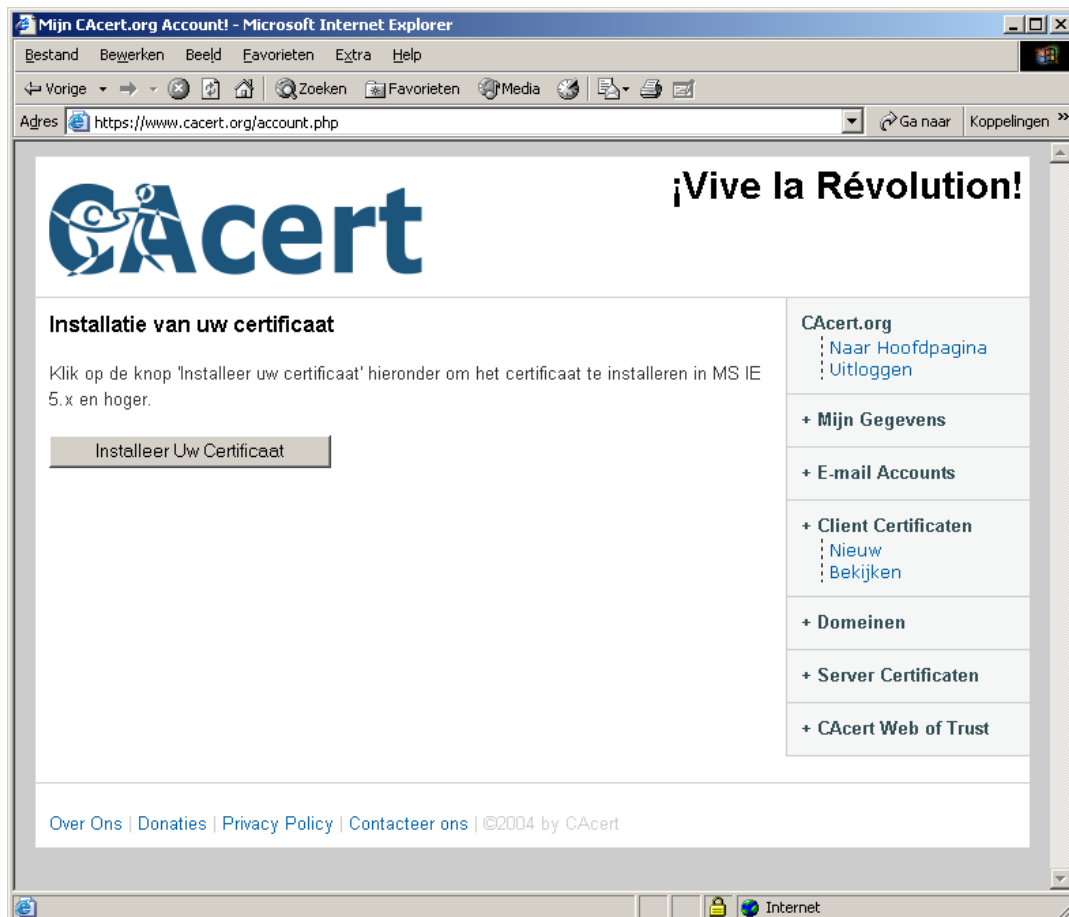 Mijn CAcert.org Account! - Microsoft Internet Explorer
Bestand Bewerken Beeld Favorieten Extra Help
Vorige Zoeken Favorieten Media
Adres https://www.cacert.org/account.php Ga naar Koppelingen »
CAcert
¡Vive la Révolution!
Installatie van uw certificaat
Klik op de knop 'Installeer uw certificaat' hieronder om het certificaat te installeren in MS IE
5.x en hoger.
Installeer Uw Certificaat
CAcert.org
Naar Hoofdpagina
Uitloggen
+ Mijn Gegevens
+ E-mail Accounts
+ Client Certificaten
Nieuw
Bekijken
+ Domeinen
+ Server Certificaten
+ CAcert Web of Trust
Over Ons | Donaties | Privacy Policy | Contacteer ons | ©2004 by CAcert
Internet